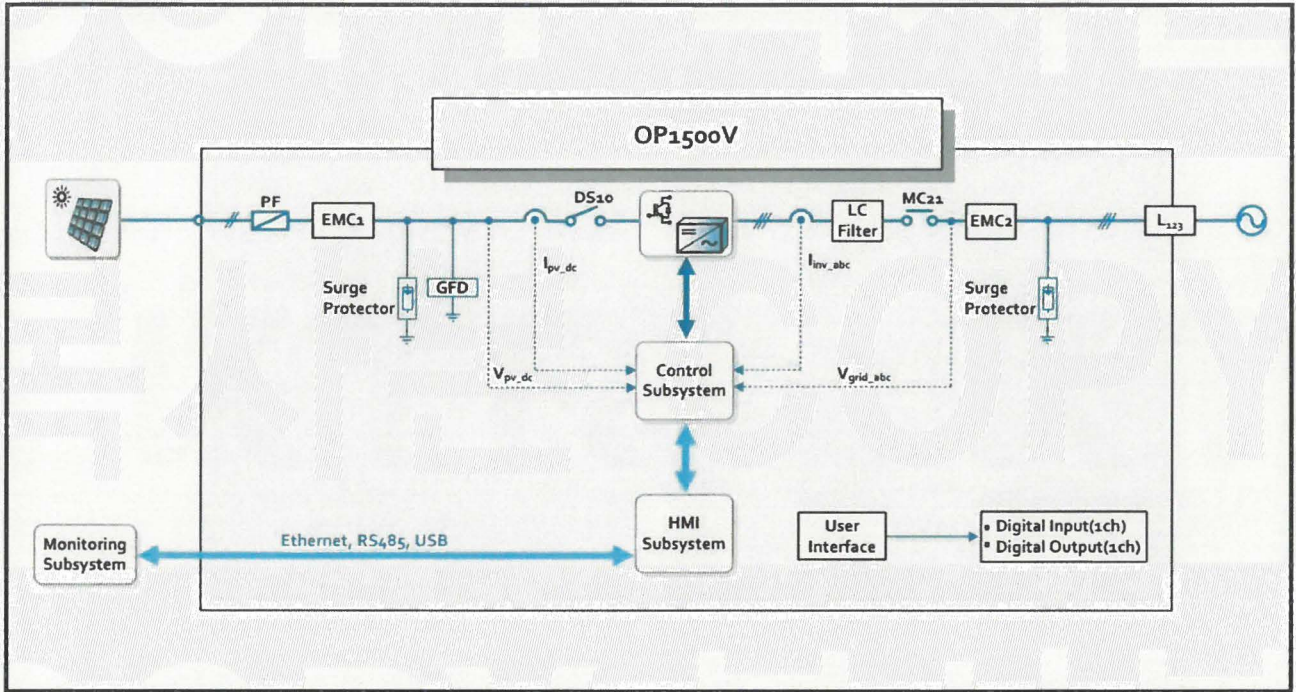 OP1500V
PF
EMC1
DS10
MC21
LC
Filter
EMC2
L123
Surge
Protector
GFD
Ipv_dc
Iinv_abc
Surge
Protector
Vpv_dc
Control
Subsystem
Vgrid_abc
Monitoring
Subsystem
Ethernet, RS485, USB
HMI
Subsystem
User
Interface
▪ Digital Input(1ch)
▪ Digital Output(1ch)
COPY